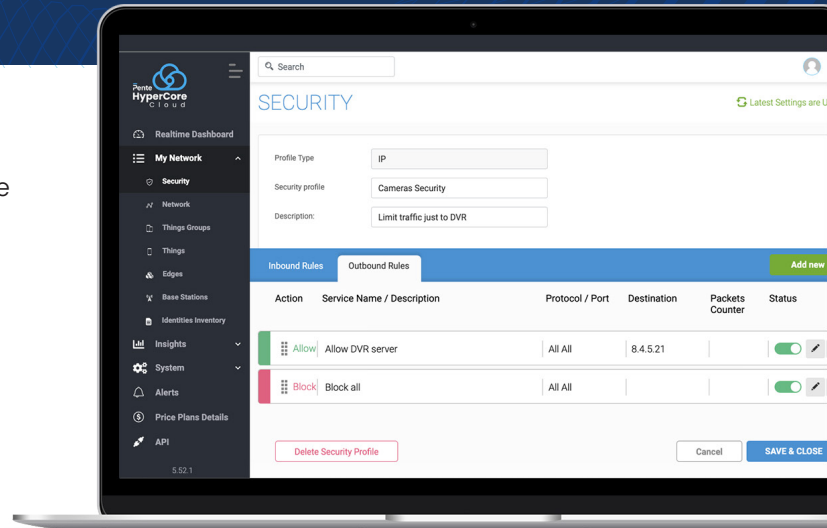 e
Pente
HyperCore
Cloud
Search
SECURITY
Latest Settings are U
Realtime Dashboard
My Network
Security
Network
Things Groups
Things
Edges
Base Stations
Identities Inventory
Insights
System
Alerts
Price Plans Details
API
5.52.1
Profile Type
IP
Security profile
Cameras Security
Description:
Limit traffic just to DVR
Inbound Rules Outbound Rules Add new
Action Service Name / Description Protocol / Port Destination Packets Counter Status
Allow Allow DVR server All All 8.4.5.21
Block Block all All All
Delete Security Profile Cancel SAVE & CLOSE